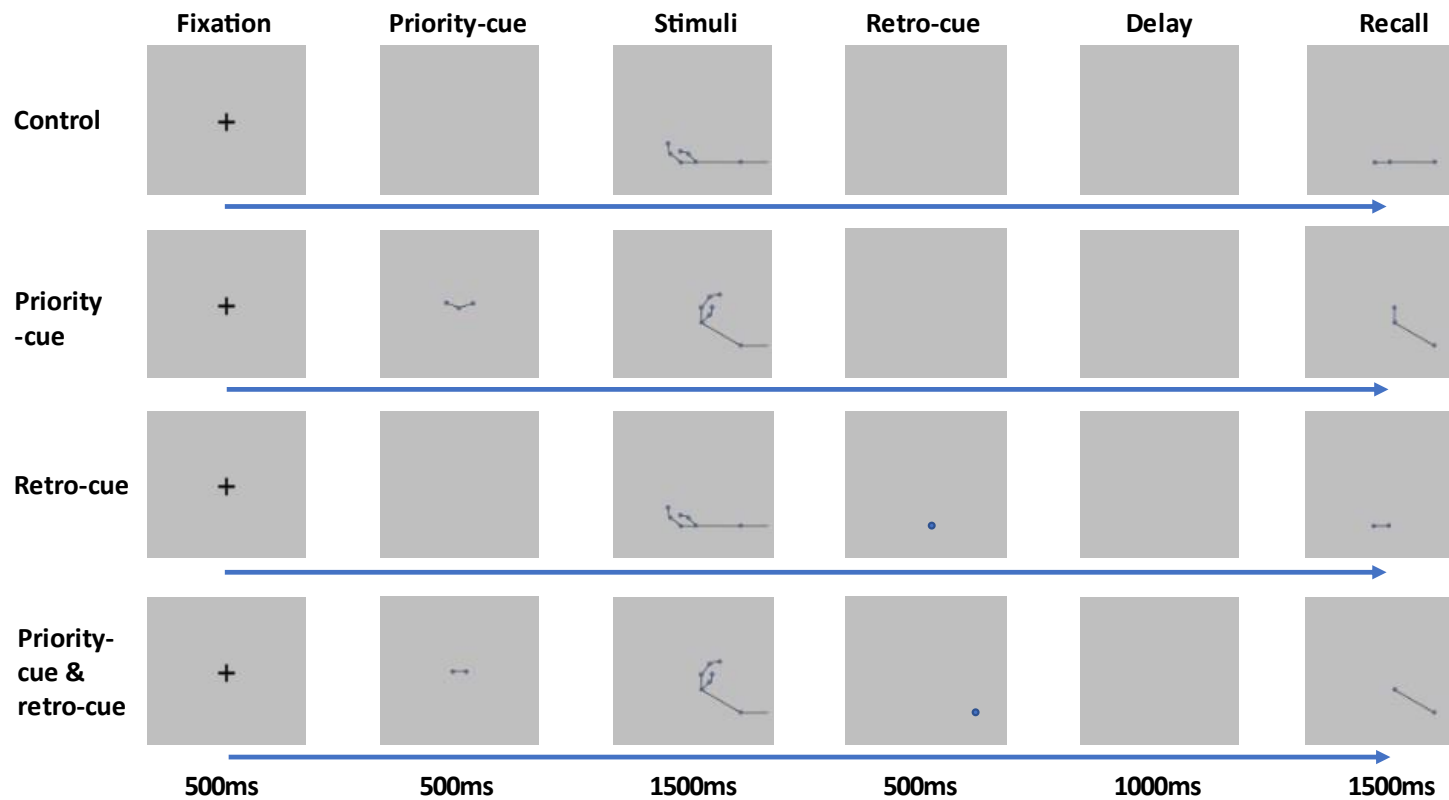 Fixation Priority-cue Stimuli Retro-cue Delay Recall
Control
Priority
-cue
Retro-cue
Priority-
cue &
retro-cue
500ms 500ms 1500ms 500ms 1000ms 1500ms